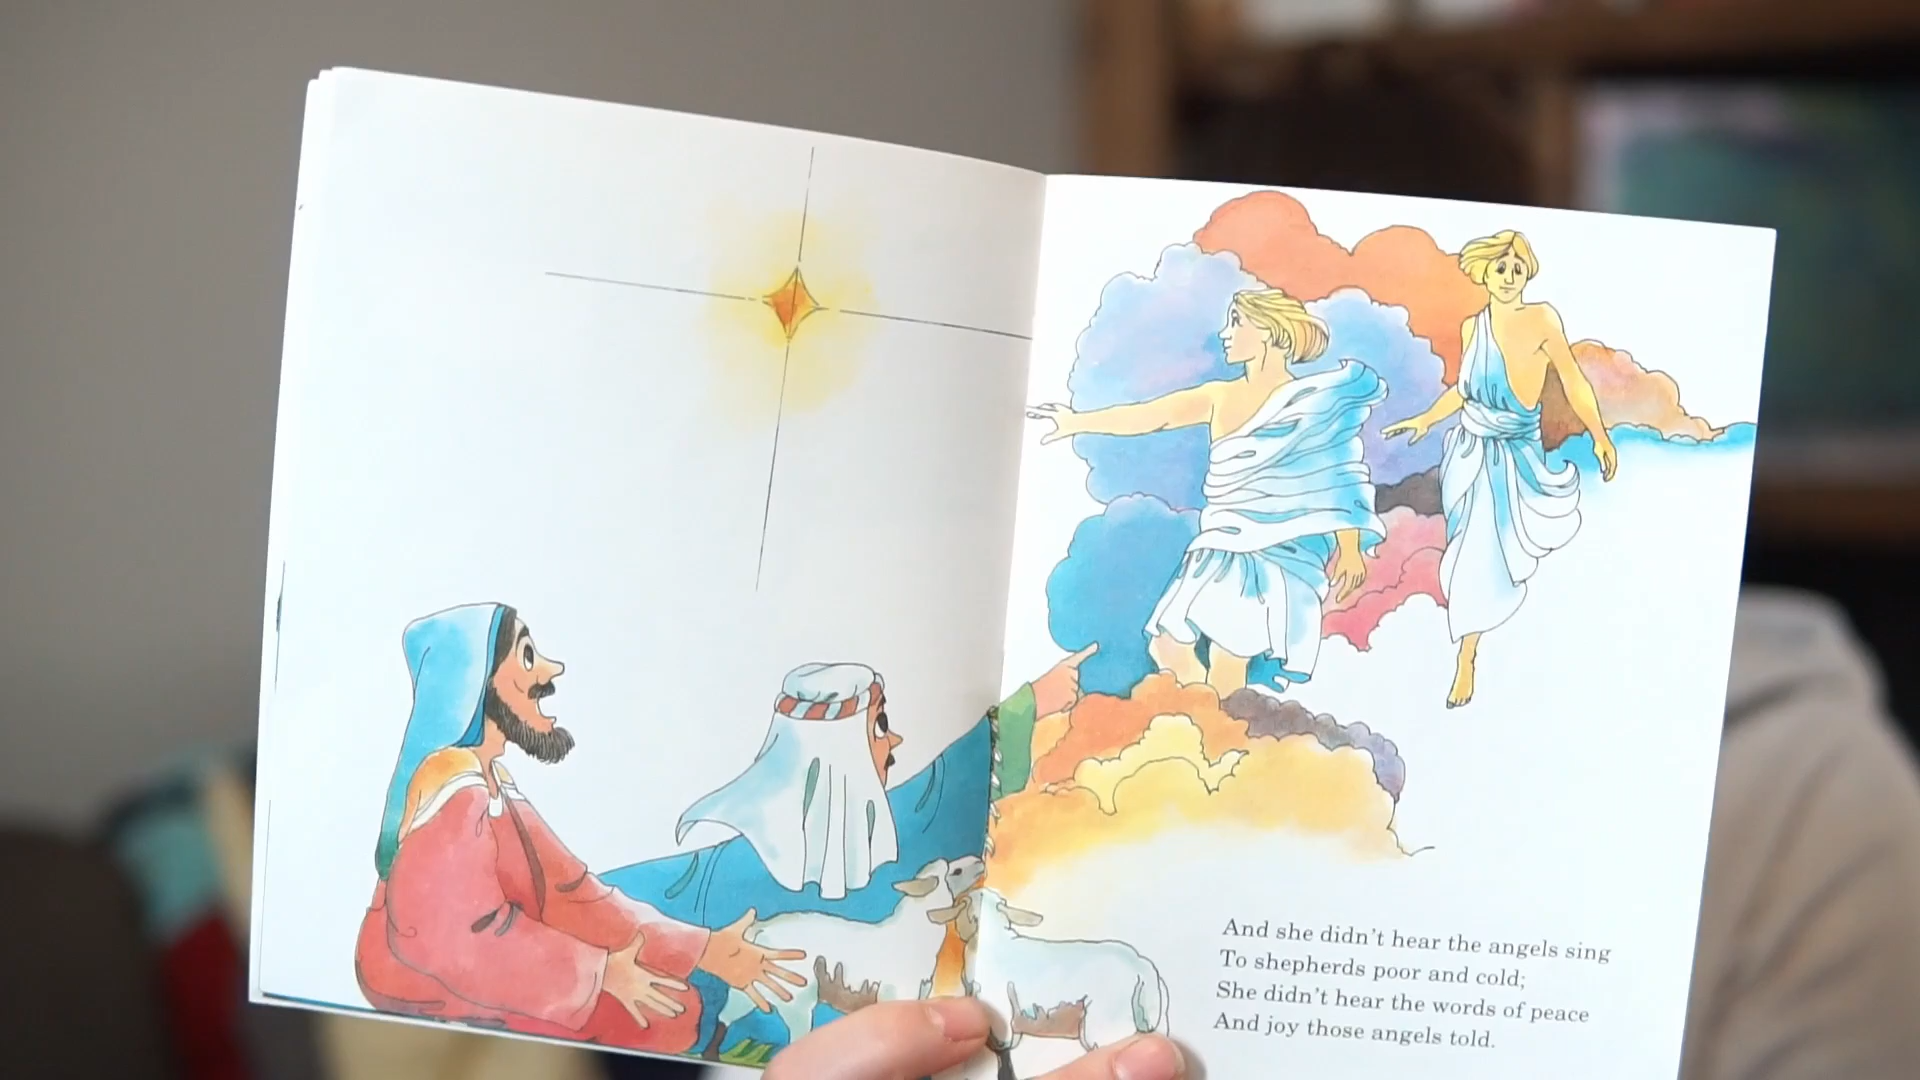 And she didn't hear the angels sing
To shepherds poor and cold;
She didn't hear the words of peace
And joy those angels told.